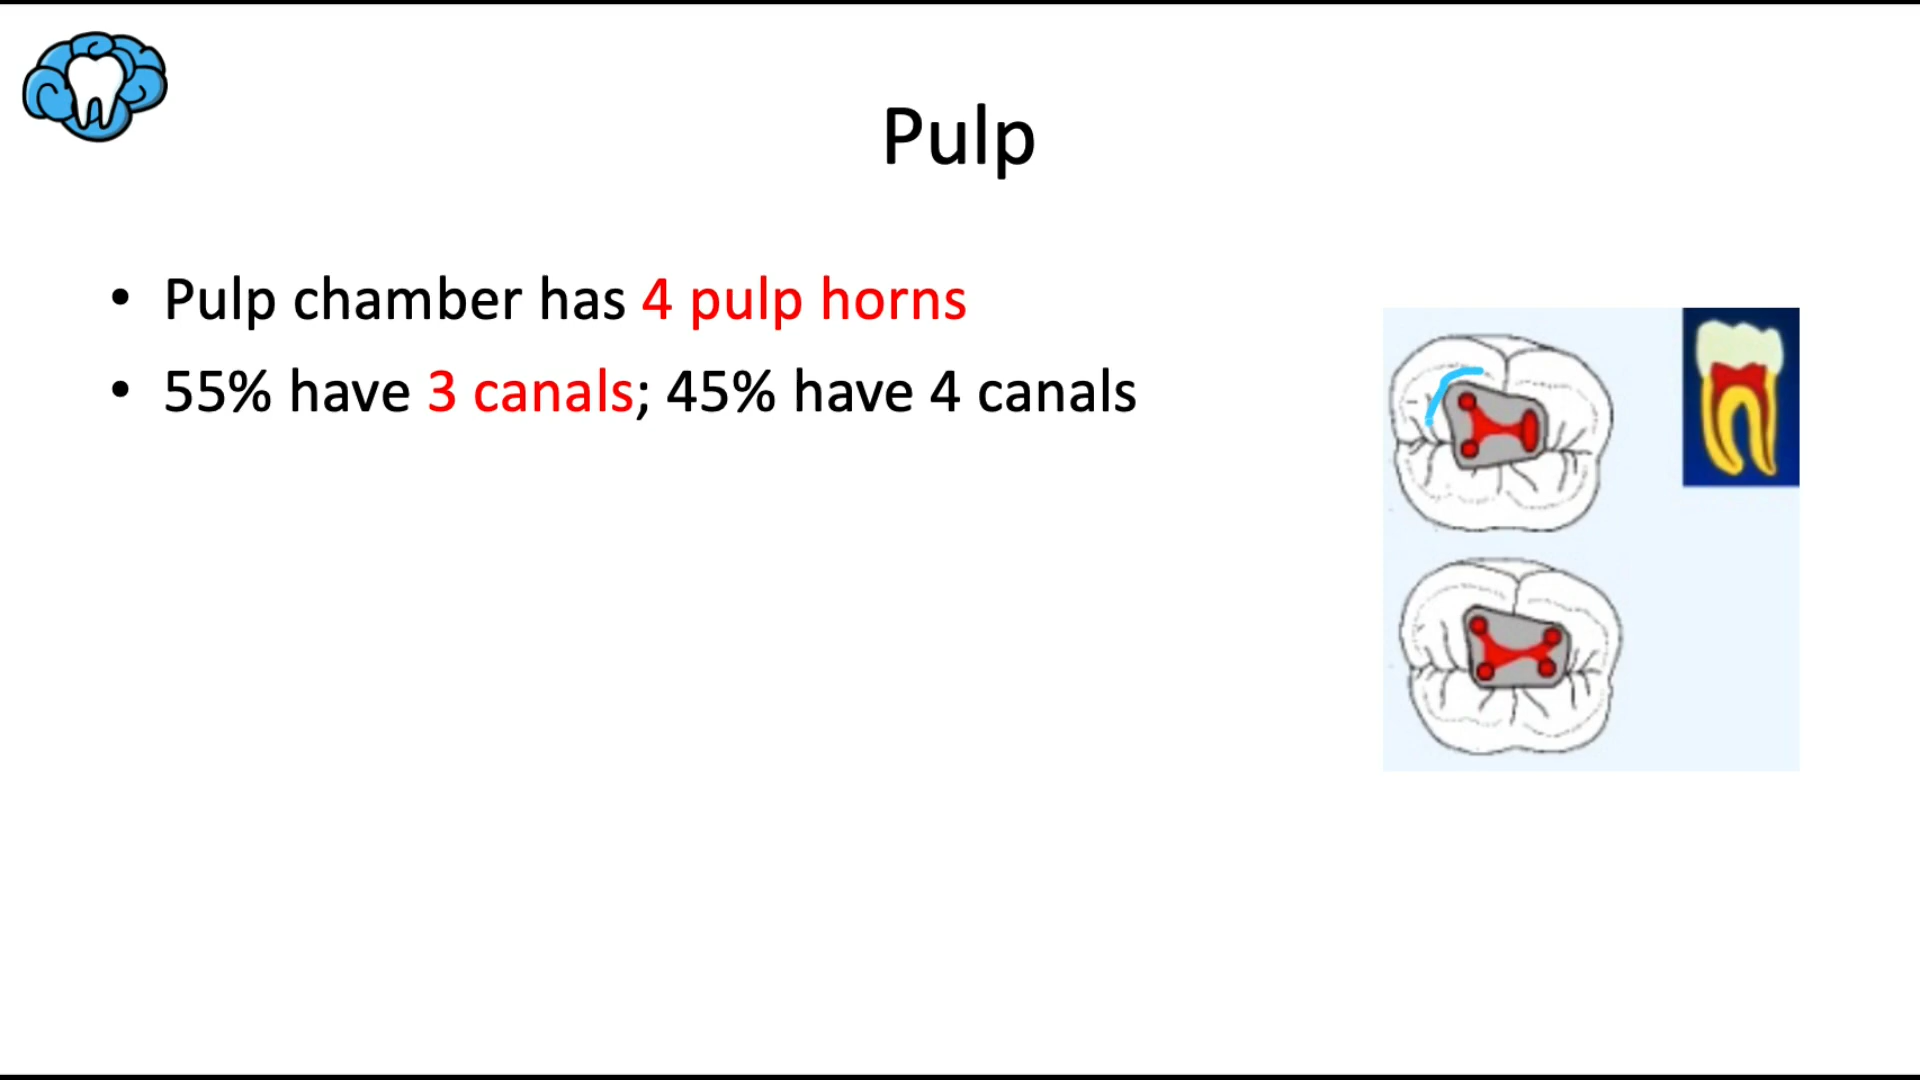 Pulp
• Pulp chamber has 4 pulp horns
• 55% have 3 canals; 45% have 4 canals